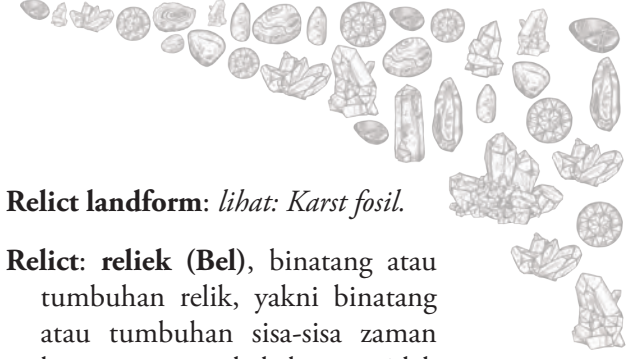 Relict landform: lihat: Karst fosil.
Relict: reliek (Bel), binatang atau
tumbuhan relik, yakni binatang
atau tumbuhan sisa-sisa zaman